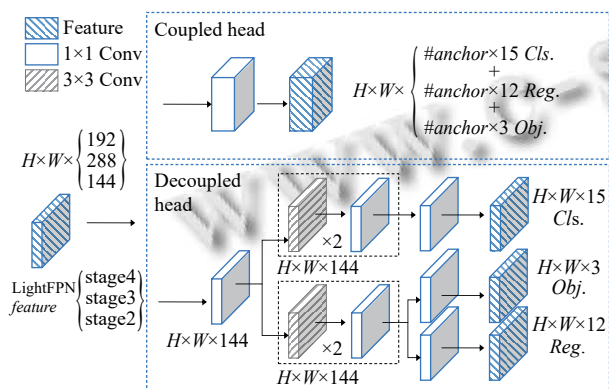 Feature
1×1 Conv
3×3 Conv
Coupled head
H×W×
#anchor×15 Cls.
+
#anchor×12 Reg.
+
#anchor×3 Obj.
H×W×
192
288
144
LightFPN
feature
stage4
stage3
stage2
Decoupled
head
H×W×144
×2
H×W×144
×2
H×W×144
H×W×15
Cls.
H×W×3
Obj.
H×W×12
Reg.